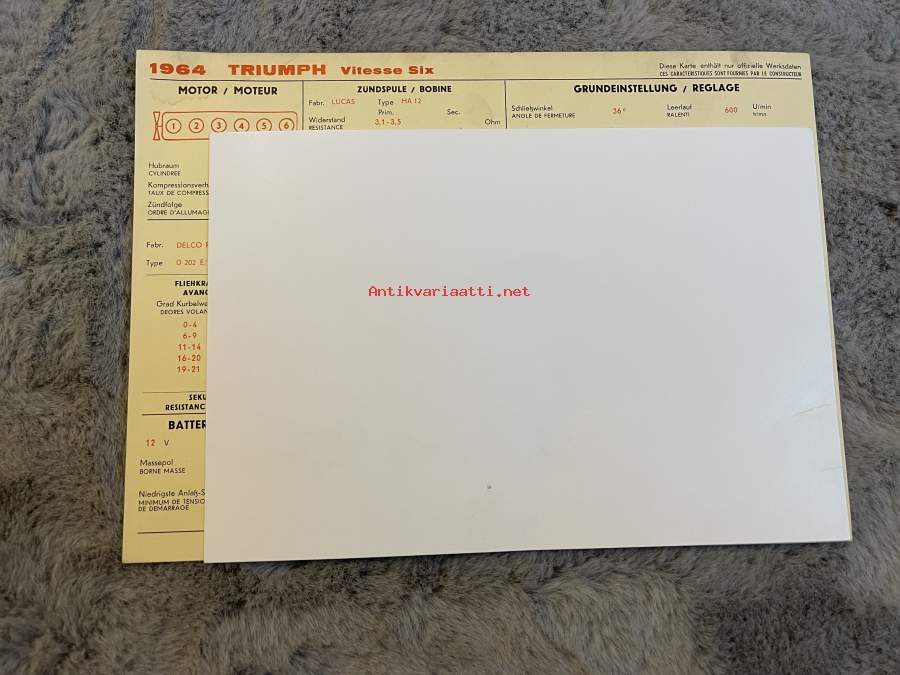 1964 TRIUMPH Vitesse Six
Diese Karte enthält nur offizielle Werksdaten
CES CARACTERISTIQUES SONT FOURNIES PAR LE CONSTRUCTEUR
MOTOR / MOTEUR
1 2 3 4 5 6
Hubraum
CYLINDREE
Kompressionsverh
TAUX DE COMPRESS
Zündfolge
ORDRE D'ALLUMAG
Fabr. DELCO
Type D 202 E
FLIEHKRA
AVANC
Grad Kurbelwe
DEGRES VOLAN
0-4
6-9
11-14
16-20
19-21
SEKU
RESISTANC
BATTER
12 V
Massepol
BORNE MASSE
Niedrigste Anlaß-S
MINIMUM DE TENSIO
DE DEMARRAGE
ZUNDSPULE / BOBINE
Fabr. LUCAS Type HA 12
Prim. Sec.
Widerstand 3,1-3,5 Ohm
RESISTANCE
GRUNDEINSTELLUNG / REGLAGE
Schließwinkel 36° Leerlauf 600 U/min
ANGLE DE FERMETURE RALENTI tr/mn
Antikvariaatti.net